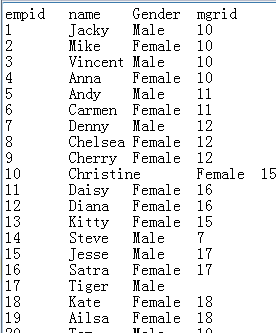 empid name Gender mgrid
1 Jacky Male 10
2 Mike Female 10
3 Vincent Male 10
4 Anna Female 10
5 Andy Male 11
6 Carmen Female 11
7 Denny Male 12
8 Chelsea Female 12
9 Cherry Female 12
10 Christine Female 15
11 Daisy Female 16
12 Diana Female 16
13 Kitty Female 15
14 Steve Male 7
15 Jesse Male 17
16 Satra Female 17
17 Tiger Male
18 Kate Female 18
19 Ailsa Female 18
20 Male